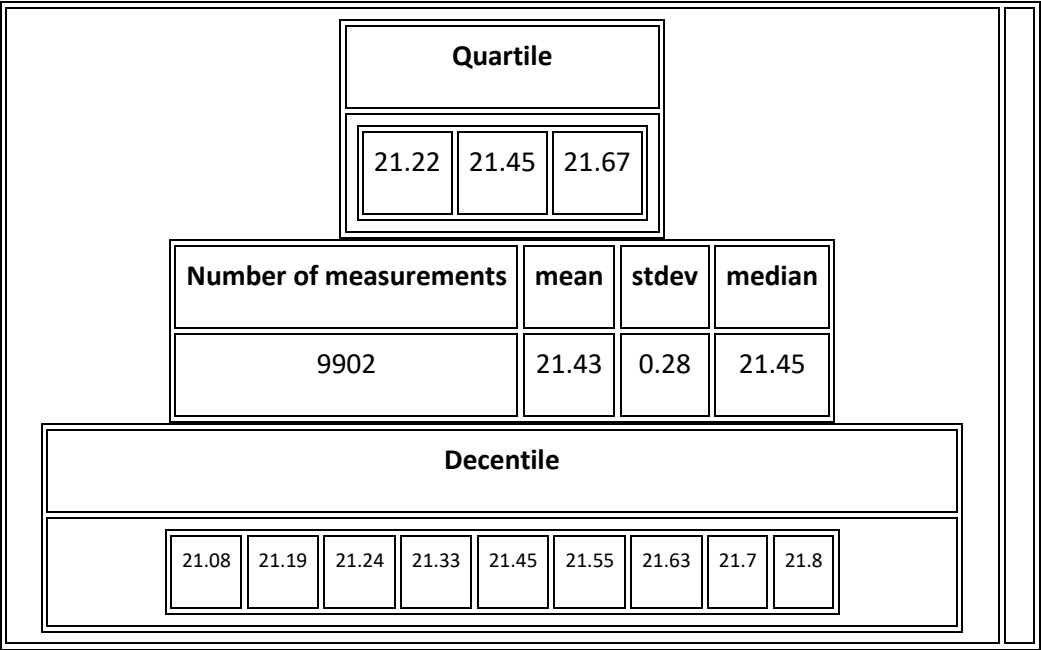 Quartile
21.22 21.45 21.67
Number of measurements mean stdev median
9902 21.43 0.28 21.45
Decentile
21.08 21.19 21.24 21.33 21.45 21.55 21.63 21.7 21.8